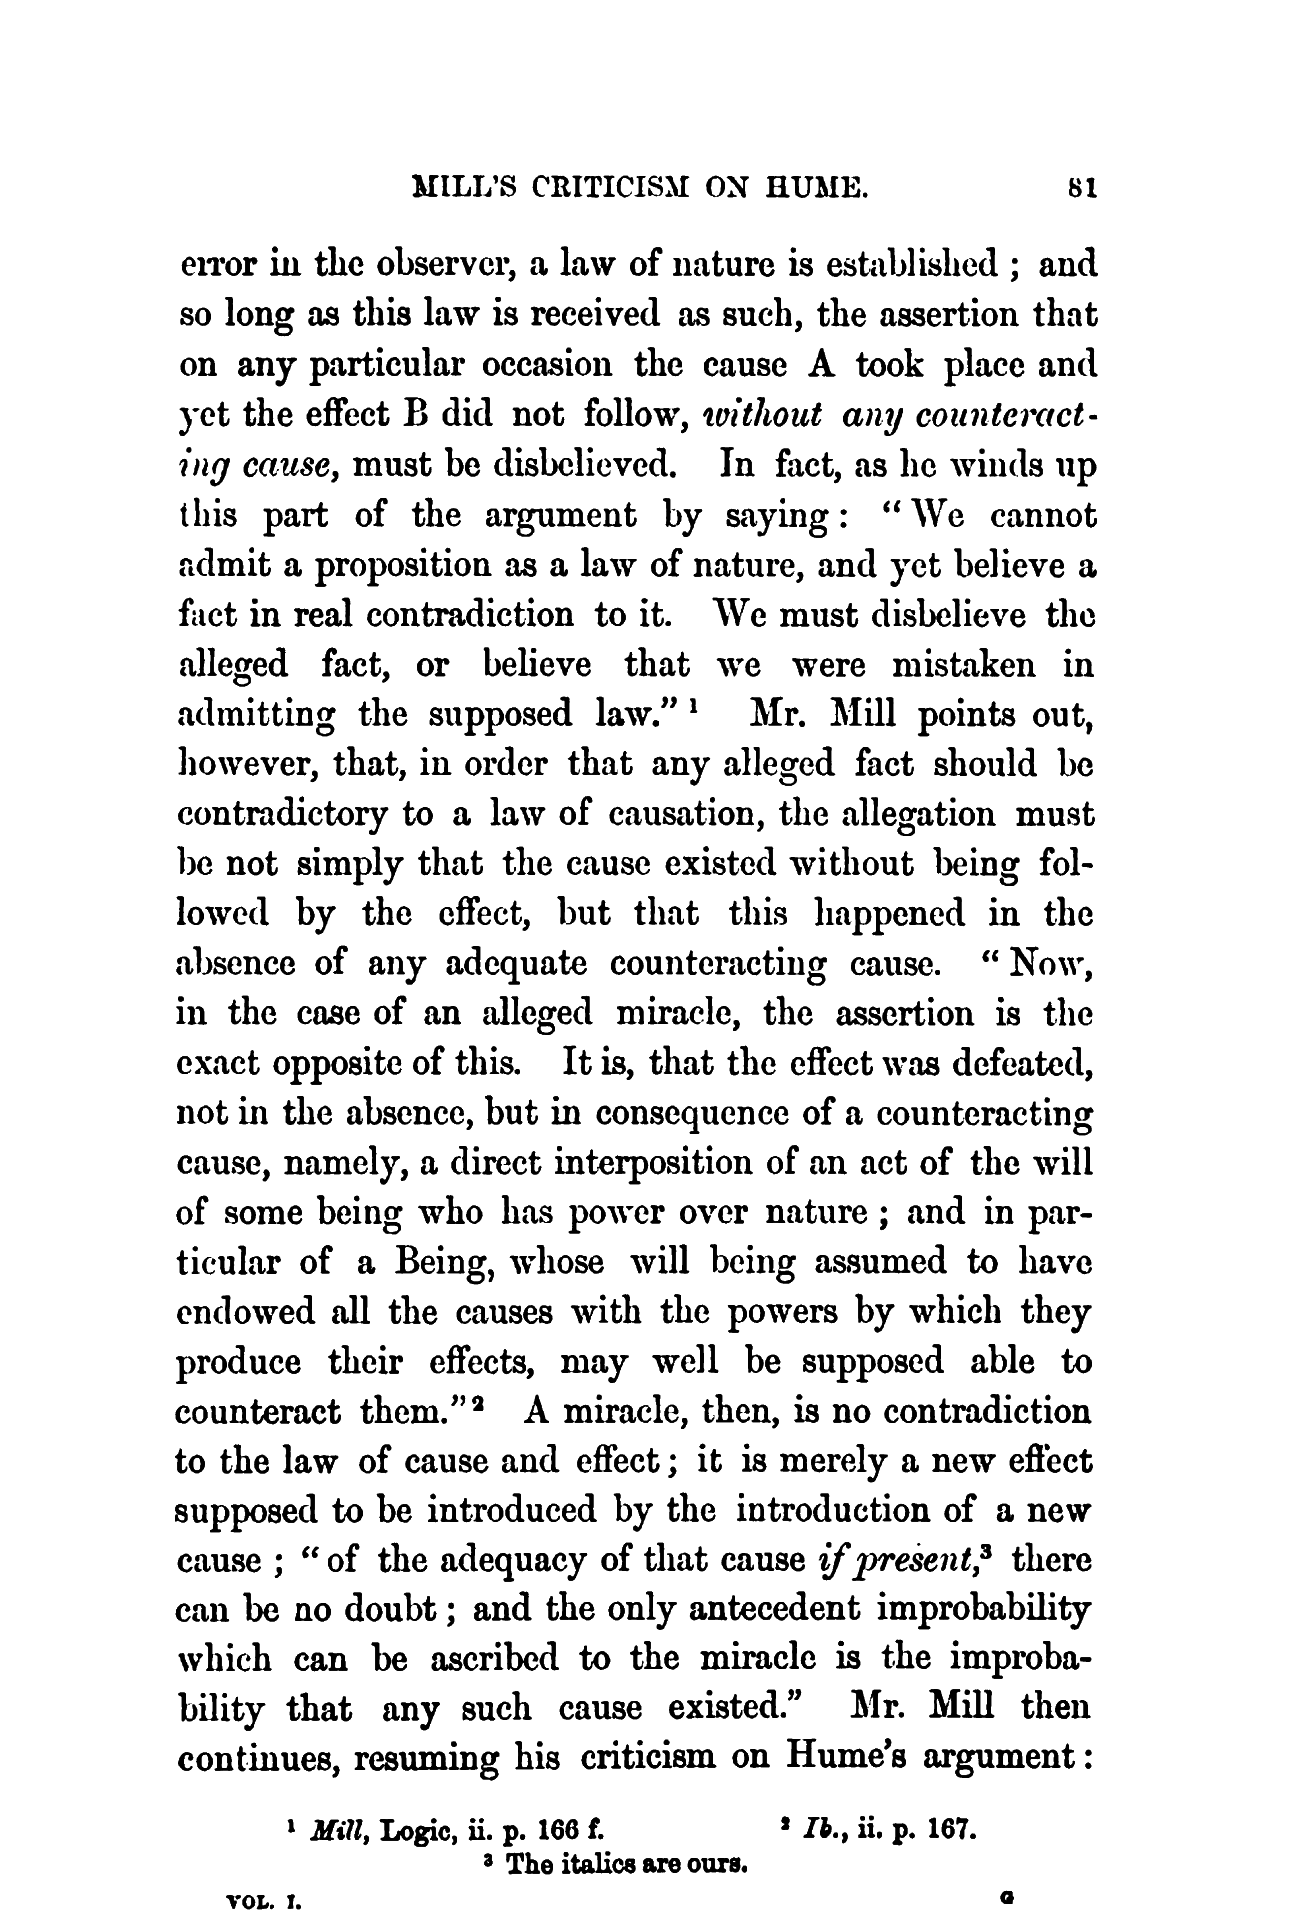 MILL'S CRITICISM ON HUME. 81
error in the observer, a law of nature is established ; and
so long as this law is received as such, the assertion that
on any particular occasion the cause A took place and
yet the effect B did not follow, without any counteract-
ing cause, must be disbelieved. In fact, as he winds up
this part of the argument by saying : “ We cannot
admit a proposition as a law of nature, and yet believe a
fact in real contradiction to it. We must disbelieve the
alleged fact, or believe that we were mistaken in
admitting the supposed law.” ¹ Mr. Mill points out,
however, that, in order that any alleged fact should be
contradictory to a law of causation, the allegation must
be not simply that the cause existed without being fol-
lowed by the effect, but that this happened in the
absence of any adequate counteracting cause. “ Now,
in the case of an alleged miracle, the assertion is the
exact opposite of this. It is, that the effect was defeated,
not in the absence, but in consequence of a counteracting
cause, namely, a direct interposition of an act of the will
of some being who has power over nature ; and in par-
ticular of a Being, whose will being assumed to have
endowed all the causes with the powers by which they
produce their effects, may well be supposed able to
counteract them.” ² A miracle, then, is no contradiction
to the law of cause and effect ; it is merely a new effect
supposed to be introduced by the introduction of a new
cause ; “ of the adequacy of that cause if present,³ there
can be no doubt ; and the only antecedent improbability
which can be ascribed to the miracle is the improba-
bility that any such cause existed.” Mr. Mill then
continues, resuming his criticism on Hume's argument :
¹ Mill, Logic, ii. p. 166 f. ² Ib., ii. p. 167.
³ The italics are ours.
VOL. I. G